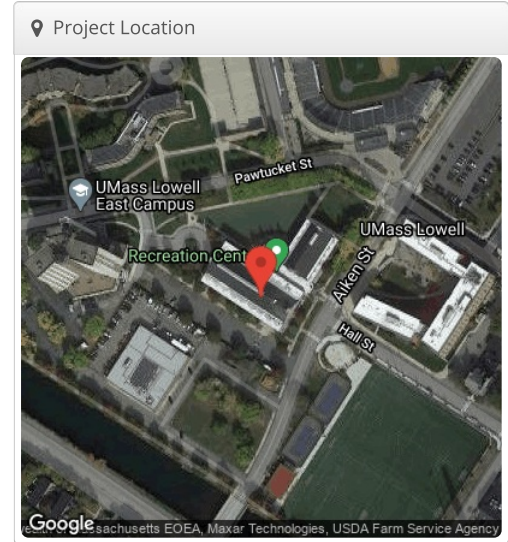 Project Location
Pawtucket St
UMass Lowell
East Campus
UMass Lowell
Recreation Cent
Aiken St
Hall St
Google
sachusetts EOEA, Maxar Technologies, USDA Farm Service Agency